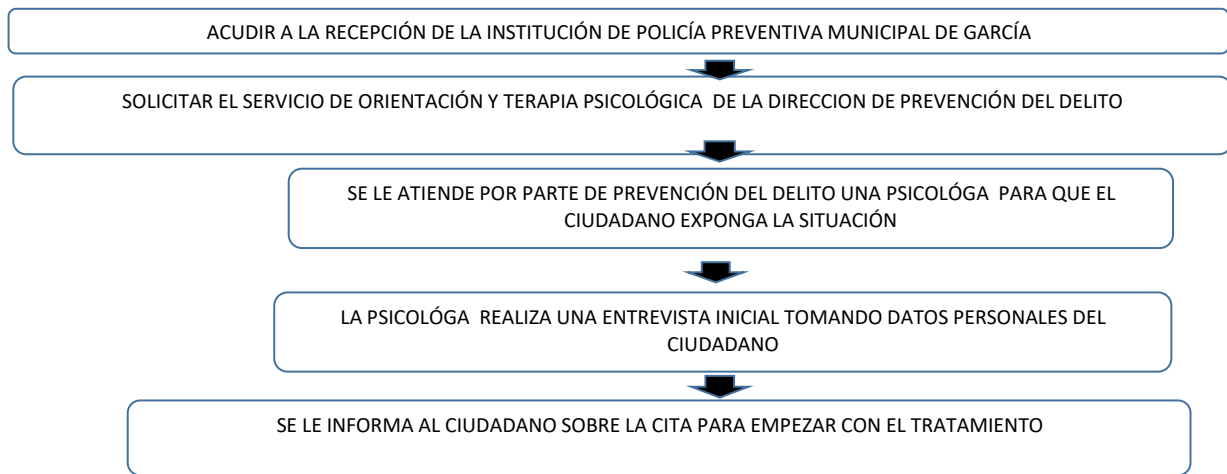 ACUDIR A LA RECEPCIÓN DE LA INSTITUCIÓN DE POLICÍA PREVENTIVA MUNICIPAL DE GARCÍA
SOLICITAR EL SERVICIO DE ORIENTACIÓN Y TERAPIA PSICOLÓGICA DE LA DIRECCION DE PREVENCIÓN DEL DELITO
SE LE ATIENDE POR PARTE DE PREVENCIÓN DEL DELITO UNA PSICOLÓGA PARA QUE EL
CIUDADANO EXPONGA LA SITUACIÓN
LA PSICOLÓGA REALIZA UNA ENTREVISTA INICIAL TOMANDO DATOS PERSONALES DEL
CIUDADANO
SE LE INFORMA AL CIUDADANO SOBRE LA CITA PARA EMPEZAR CON EL TRATAMIENTO